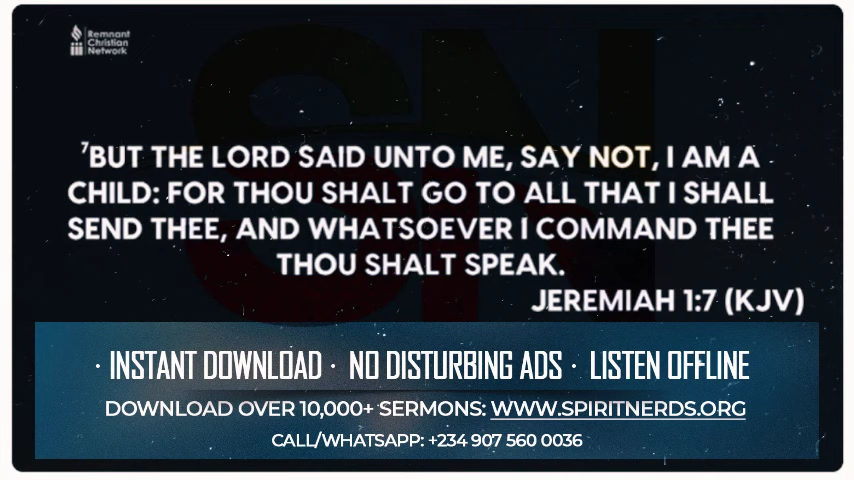 Remnant
Christian
Network
⁷BUT THE LORD SAID UNTO ME, SAY NOT, I AM A
CHILD: FOR THOU SHALT GO TO ALL THAT I SHALL
SEND THEE, AND WHATSOEVER I COMMAND THEE
THOU SHALT SPEAK.
JEREMIAH 1:7 (KJV)
· INSTANT DOWNLOAD · NO DISTURBING ADS · LISTEN OFFLINE
DOWNLOAD OVER 10,000+ SERMONS: WWW.SPIRITNERDS.ORG
CALL/WHATSAPP: +234 907 560 0036